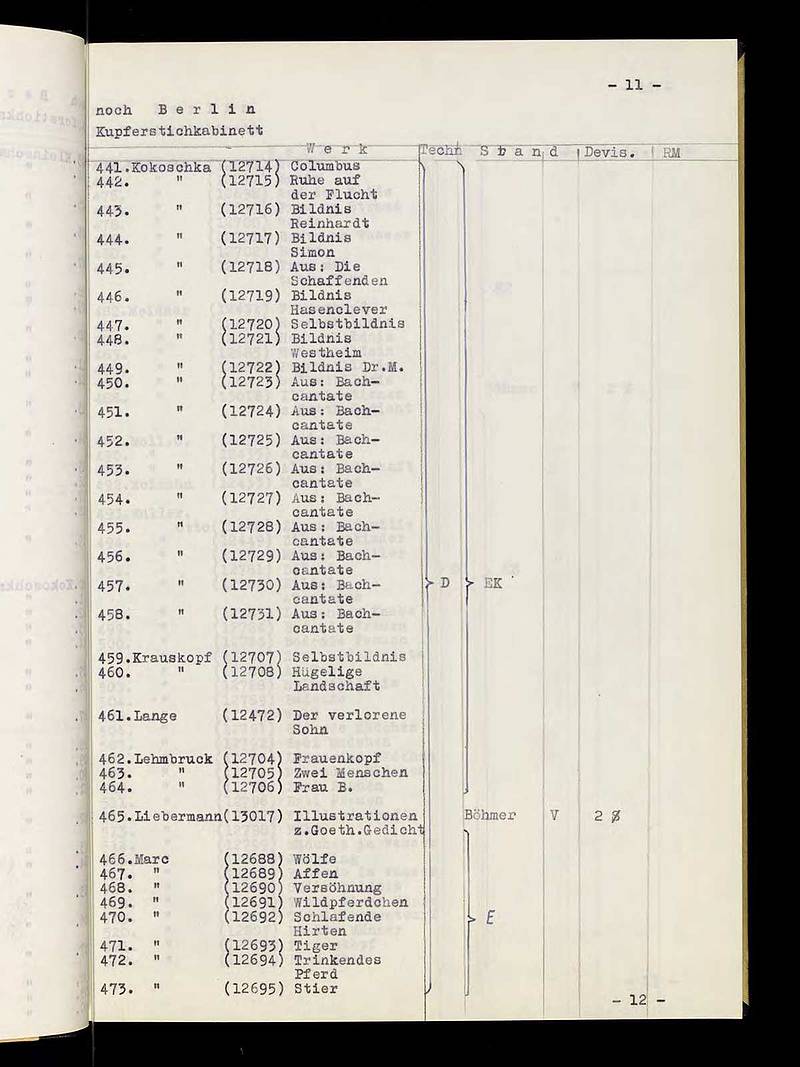 - 11 -
noch B e r l i n
Kupferstichkabinett
W e r k Techn S t a n d Devis. RM
441.Kokoschka (12714) Columbus
442. " (12715) Ruhe auf
der Flucht
443. " (12716) Bildnis
Reinhardt
444. " (12717) Bildnis
Simon
445. " (12718) Aus: Die
Schaffenden
446. " (12719) Bildnis
Hasenclever
447. " (12720) Selbstbildnis
448. " (12721) Bildnis
Westheim
449. " (12722) Bildnis Dr.M.
450. " (12723) Aus: Bach-
cantate
451. " (12724) Aus: Bach-
cantate
452. " (12725) Aus: Bach-
cantate
453. " (12726) Aus: Bach-
cantate
454. " (12727) Aus: Bach-
cantate
455. " (12728) Aus: Bach-
cantate
456. " (12729) Aus: Bach-
cantate
457. " (12730) Aus: Bach- D EK
cantate
458. " (12731) Aus: Bach-
cantate
459.Krauskopf (12707) Selbstbildnis
460. " (12708) Hügelige
Landschaft
461.Lange (12472) Der verlorene
Sohn
462.Lehmbruck (12704) Frauenkopf
463. " (12705) Zwei Menschen
464. " (12706) Frau B.
465.Liebermann(13017) Illustrationen Böhmer V 2 $
z.Goeth.Gedicht
466.Marc (12688) Wölfe
467. " (12689) Affen
468. " (12690) Versöhnung
469. " (12691) Wildpferdchen
470. " (12692) Schlafende E
Hirten
471. " (12693) Tiger
472. " (12694) Trinkendes
Pferd
473. " (12695) Stier
- 12 -